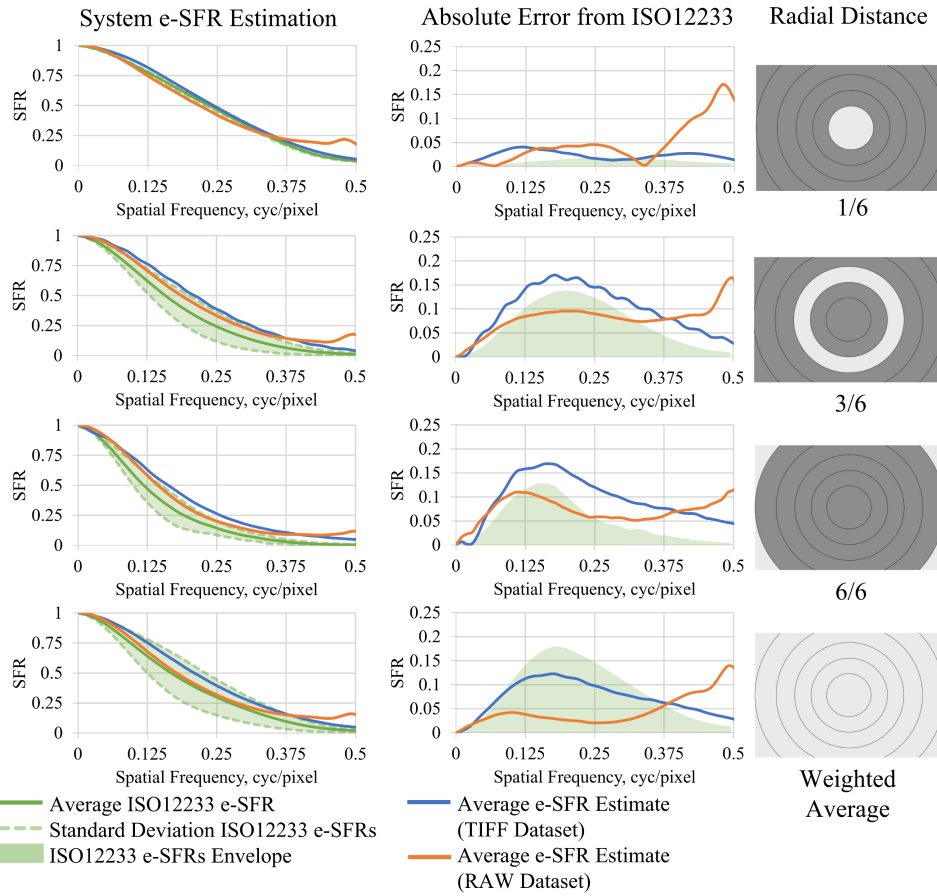 System e-SFR Estimation
Absolute Error from ISO12233
Radial Distance
SFR
1
0.75
0.5
0.25
0
0 0.125 0.25 0.375 0.5
Spatial Frequency, cyc/pixel
SFR
0.25
0.2
0.15
0.1
0.05
0
0 0.125 0.25 0.375 0.5
Spatial Frequency, cyc/pixel
1/6
SFR
1
0.75
0.5
0.25
0
0 0.125 0.25 0.375 0.5
Spatial Frequency, cyc/pixel
SFR
0.25
0.2
0.15
0.1
0.05
0
0 0.125 0.25 0.375 0.5
Spatial Frequency, cyc/pixel
3/6
SFR
1
0.75
0.5
0.25
0
0 0.125 0.25 0.375 0.5
Spatial Frequency, cyc/pixel
SFR
0.25
0.2
0.15
0.1
0.05
0
0 0.125 0.25 0.375 0.5
Spatial Frequency, cyc/pixel
6/6
SFR
1
0.75
0.5
0.25
0
0 0.125 0.25 0.375 0.5
Spatial Frequency, cyc/pixel
SFR
0.25
0.2
0.15
0.1
0.05
0
0 0.125 0.25 0.375 0.5
Spatial Frequency, cyc/pixel
Weighted
Average
Average ISO12233 e-SFR
Standard Deviation ISO12233 e-SFRs
ISO12233 e-SFRs Envelope
Average e-SFR Estimate
(TIFF Dataset)
Average e-SFR Estimate
(RAW Dataset)